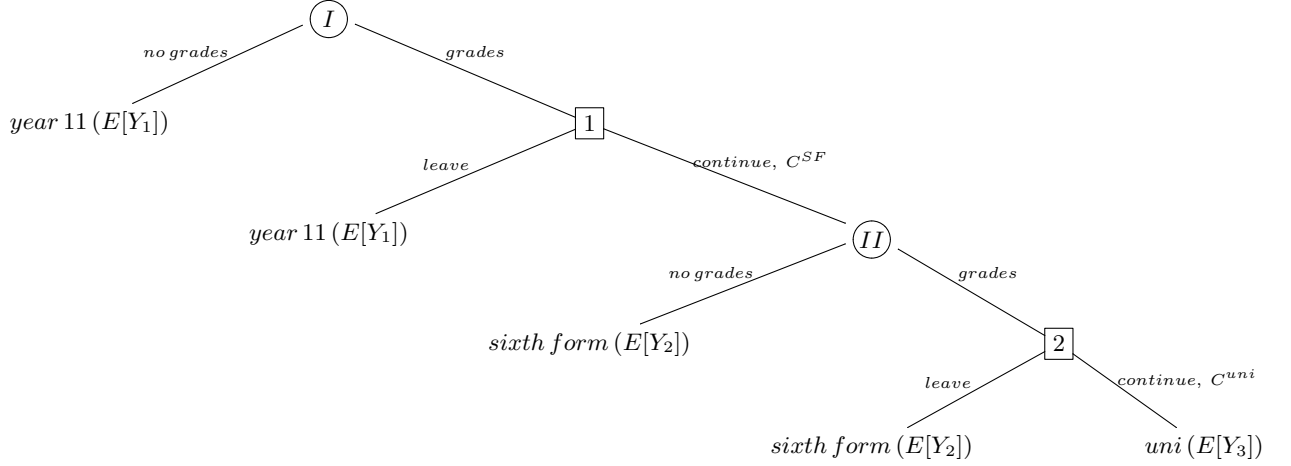 I
no grades
grades
year 11 (E[Y₁])
1
leave
continue, C^{SF}
year 11 (E[Y₁])
II
no grades
grades
sixth form (E[Y₂])
2
leave
continue, C^{uni}
sixth form (E[Y₂])
uni (E[Y₃])